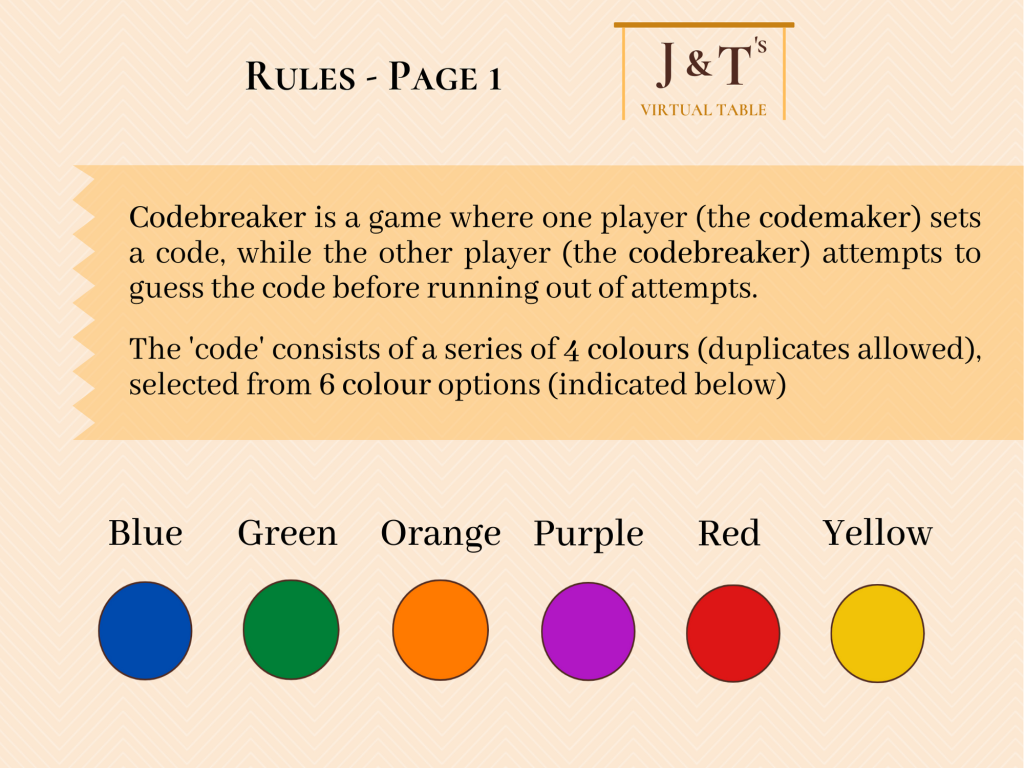 Rules - Page 1
J & T's
VIRTUAL TABLE
Codebreaker is a game where one player (the codemaker) sets
a code, while the other player (the codebreaker) attempts to
guess the code before running out of attempts.
The 'code' consists of a series of 4 colours (duplicates allowed),
selected from 6 colour options (indicated below)
Blue Green Orange Purple Red Yellow